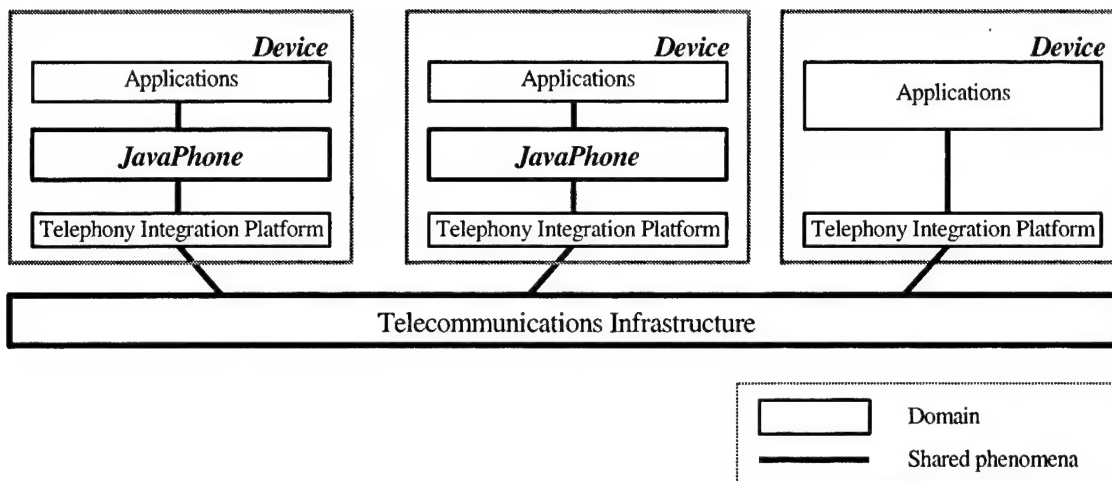 Device
Applications
JavaPhone
Telephony Integration Platform
Device
Applications
JavaPhone
Telephony Integration Platform
Device
Applications
Telephony Integration Platform
Telecommunications Infrastructure
Domain
Shared phenomena